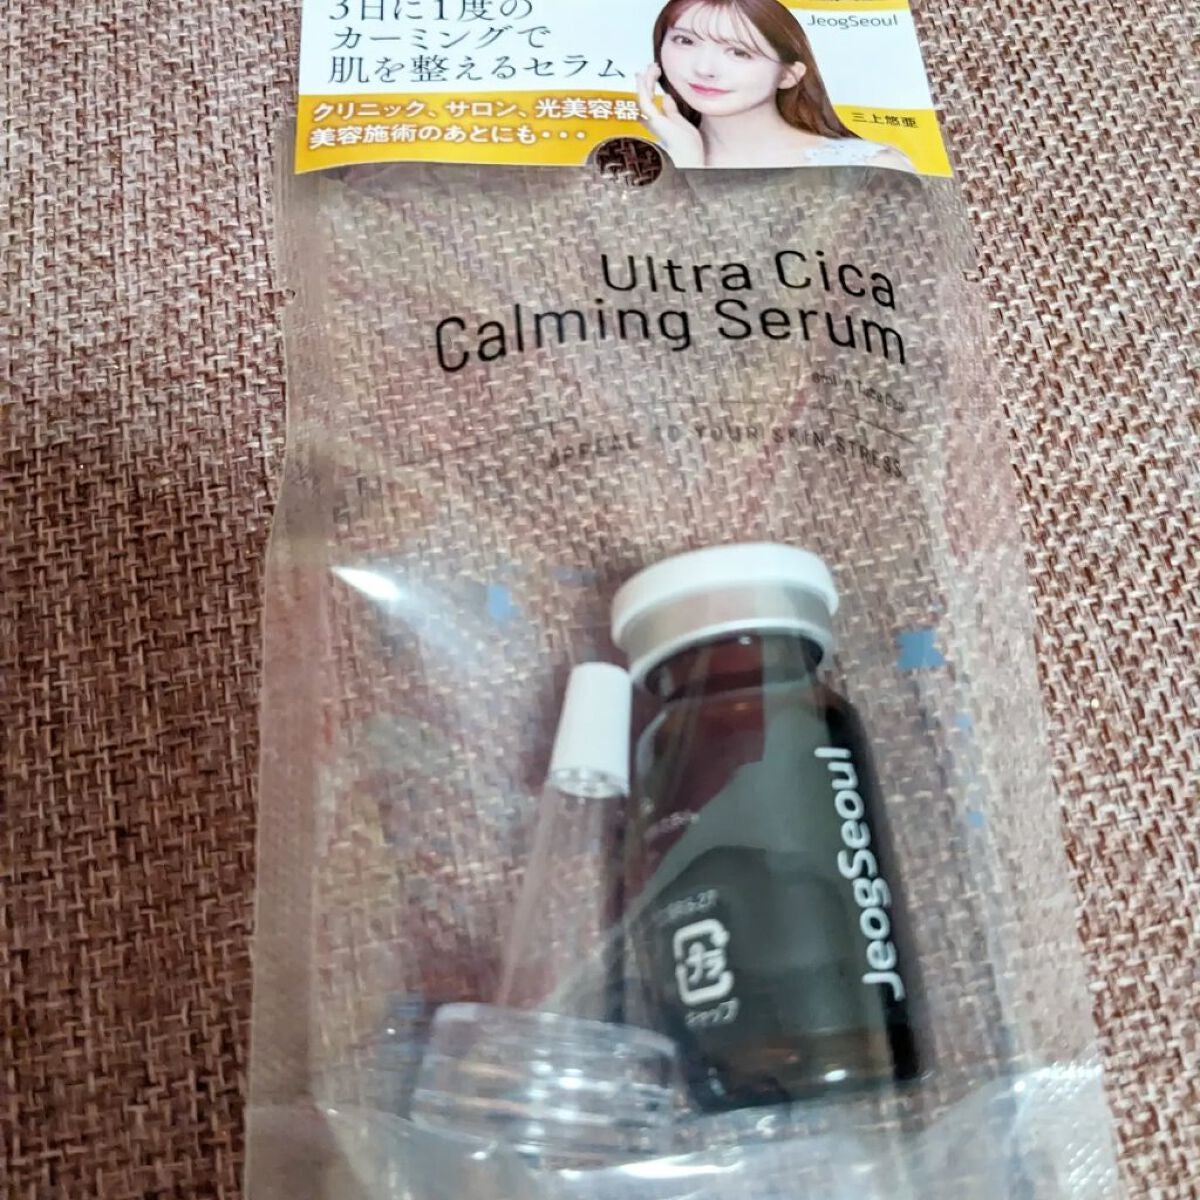 3日に1度の
カーミングで
肌を整えるセラム
JeogSeoul
クリニック、サロン、光美容器、
美容施術のあとにも・・・
三上悠亜
Ultra Cica
Calming Serum
APPEAL TO YOUR SKIN STRESS
JeogSeoul
プラ
キャップ